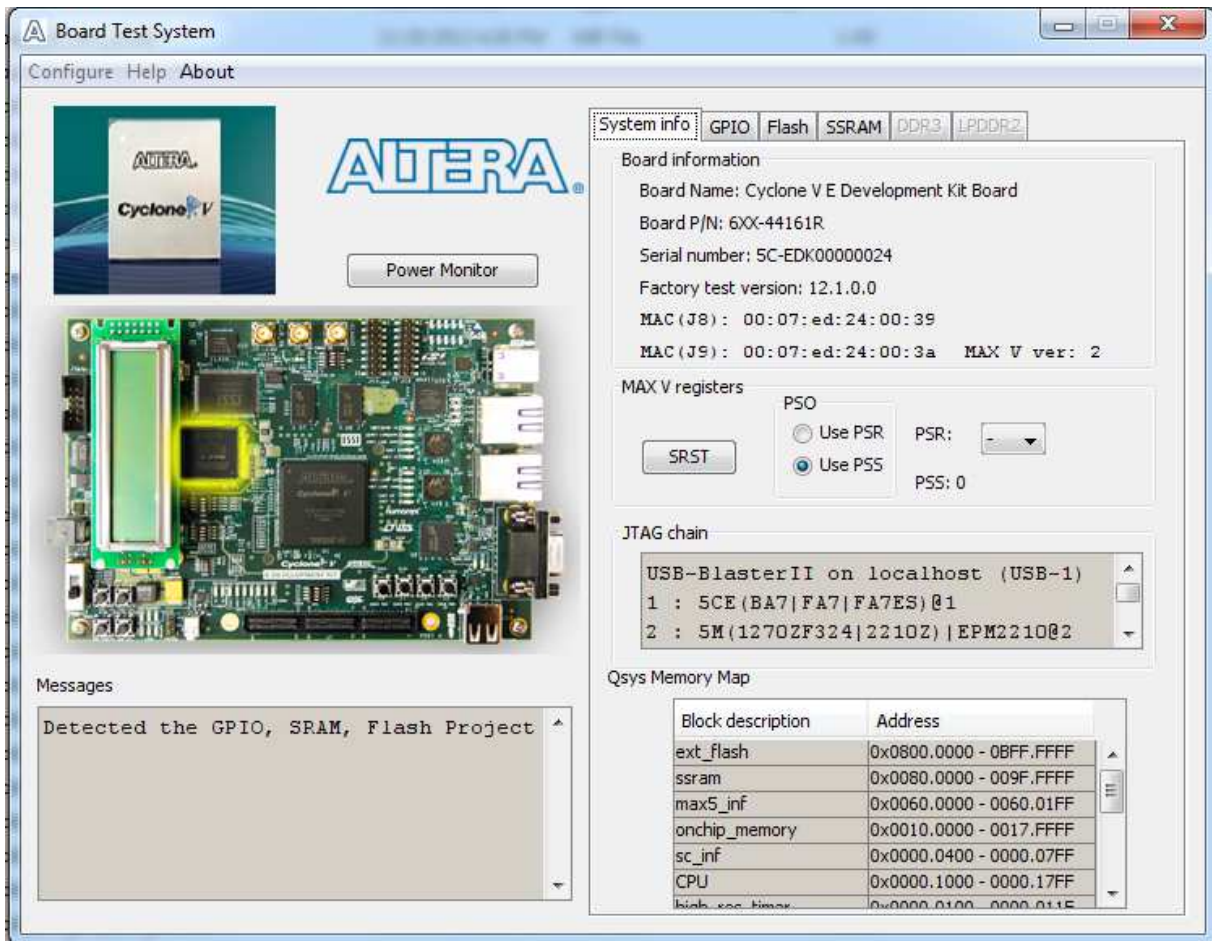 Board Test System
Configure Help About
ALTERA.
Cyclone V
ALTERA®
Power Monitor
ALTERA
Cyclone V
Cyclone V
Messages
Detected the GPIO, SRAM, Flash Project
System info GPIO Flash SSRAM DDR3 LPDDR2
Board information
Board Name: Cyclone V E Development Kit Board
Board P/N: 6XX-44161R
Serial number: 5C-EDK00000024
Factory test version: 12.1.0.0
MAC(J8): 00:07:ed:24:00:39
MAC(J9): 00:07:ed:24:00:3a MAX V ver: 2
MAX V registers
SRST
PSO
Use PSR
Use PSS
PSR: -
PSS: 0
JTAG chain
USB-BlasterII on localhost (USB-1)
1 : 5CE(BA7|FA7|FA7ES)@1
2 : 5M(1270ZF324|2210Z)|EPM2210@2
Qsys Memory Map
Block description Address
ext_flash 0x0800.0000 - 0BFF.FFFF
ssram 0x0080.0000 - 009F.FFFF
max5_inf 0x0060.0000 - 0060.01FF
onchip_memory 0x0010.0000 - 0017.FFFF
sc_inf 0x0000.0400 - 0000.07FF
CPU 0x0000.1000 - 0000.17FF